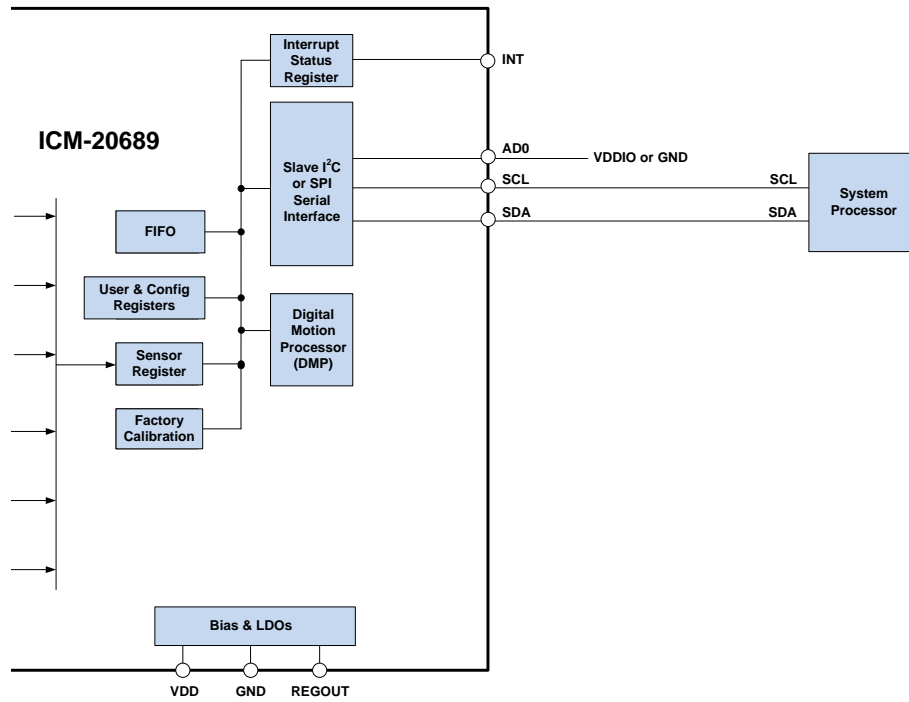 Interrupt
Status
Register
INT
ICM-20689
Slave I²C
or SPI
Serial
Interface
AD0
VDDIO or GND
SCL
SCL
SDA
SDA
System
Processor
FIFO
User & Config
Registers
Digital
Motion
Processor
(DMP)
Sensor
Register
Factory
Calibration
Bias & LDOs
VDD
GND
REGOUT